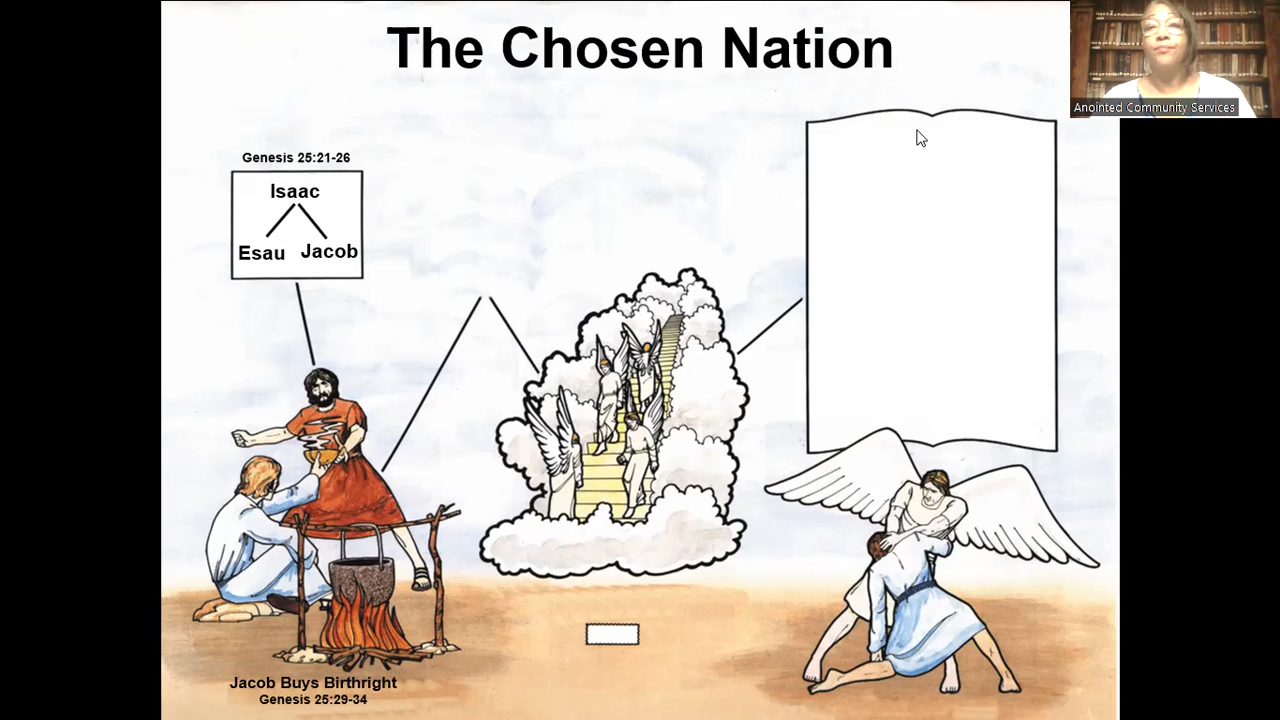 The Chosen Nation
Anointed Community Services
Genesis 25:21-26
Isaac
Esau Jacob
Jacob Buys Birthright
Genesis 25:29-34